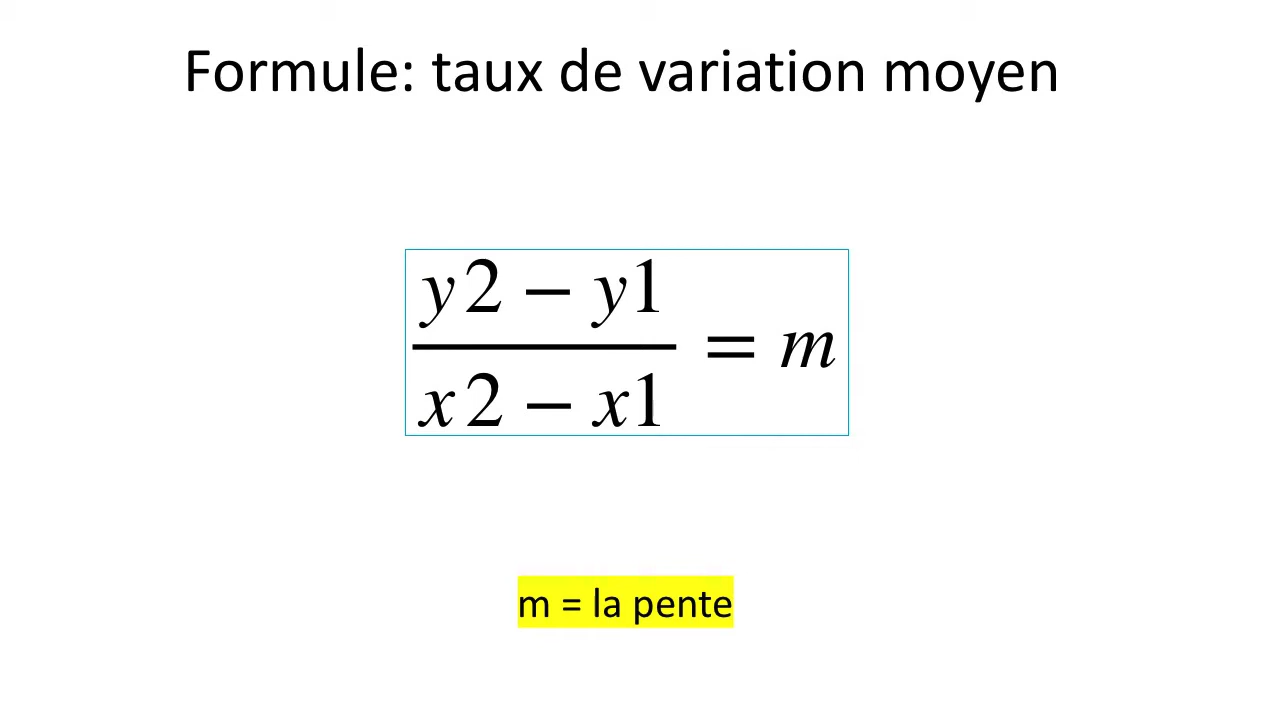 Formule: taux de variation moyen
y2 − y1
x2 − x1
= m
m = la pente